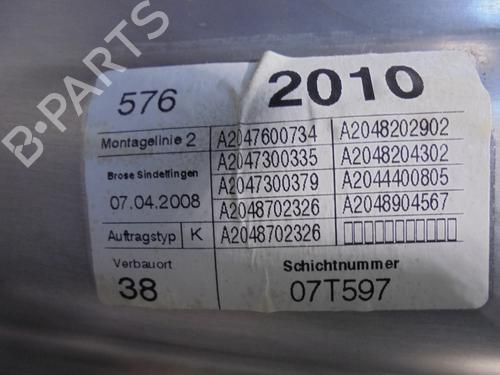 576 2010
Montagelinie 2 A2047600734 A2048202902
A2047300335 A2048204302
Brose Sindelfingen A2047300379 A2044400805
07.04.2008 A2048702326 A2048904567
Auftragstyp K A2048702326
Verbauort Schichtnummer
38 07T597
B-PARTS